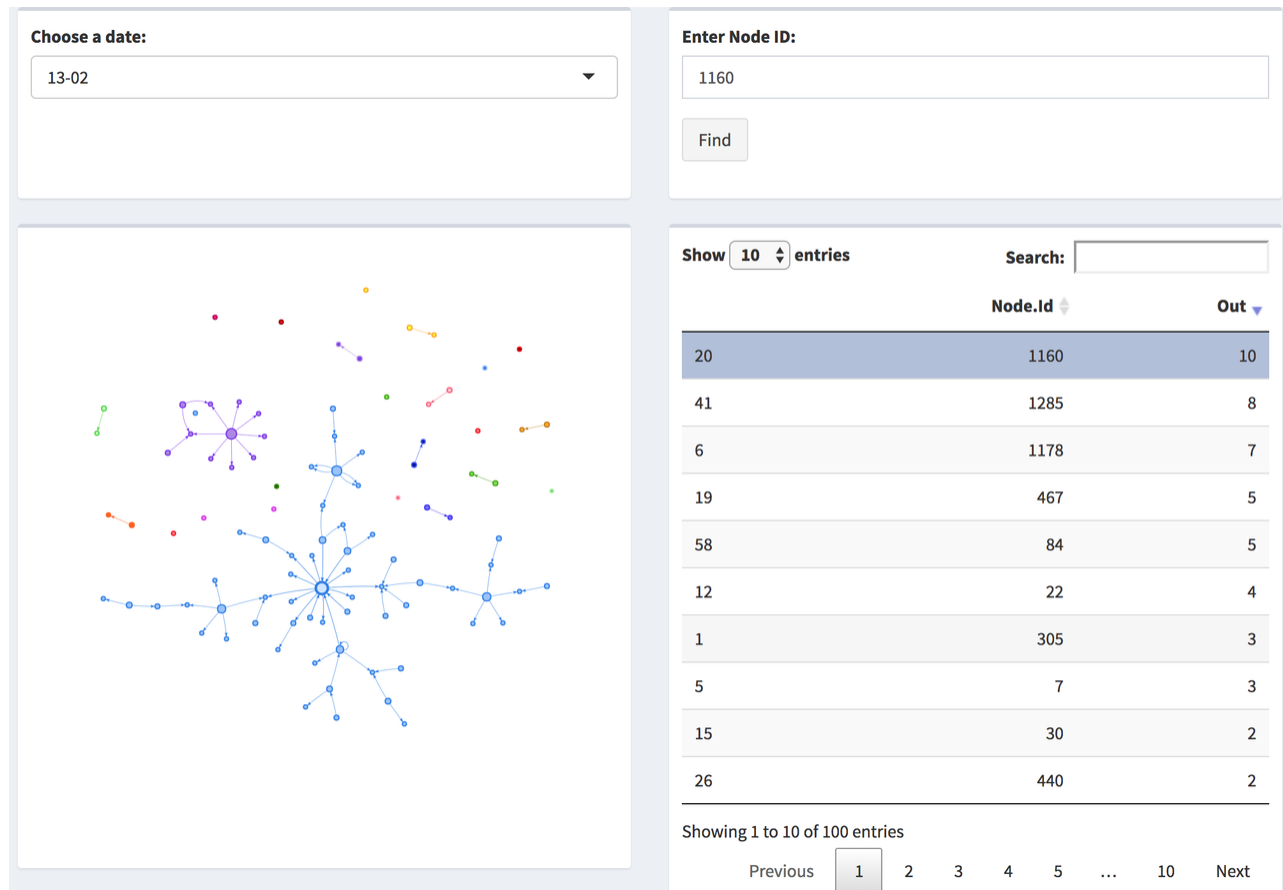 Choose a date:
13-02
Enter Node ID:
1160
Find
Show 10 entries
Search:
Node.Id Out
20 1160 10
41 1285 8
6 1178 7
19 467 5
58 84 5
12 22 4
1 305 3
5 7 3
15 30 2
26 440 2
Showing 1 to 10 of 100 entries
Previous 1 2 3 4 5 ... 10 Next